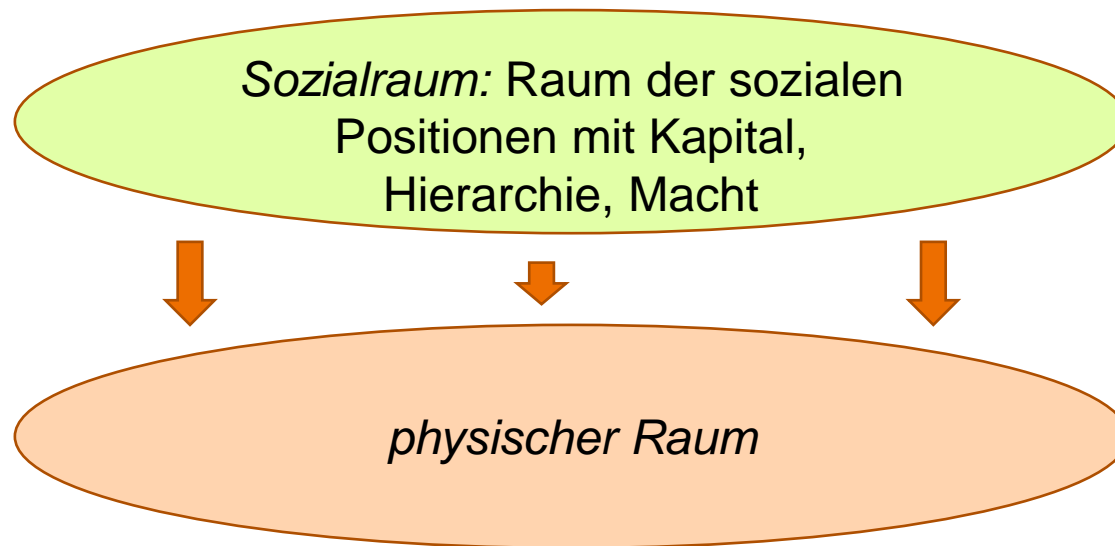 Sozialraum: Raum der sozialen
Positionen mit Kapital,
Hierarchie, Macht
physischer Raum